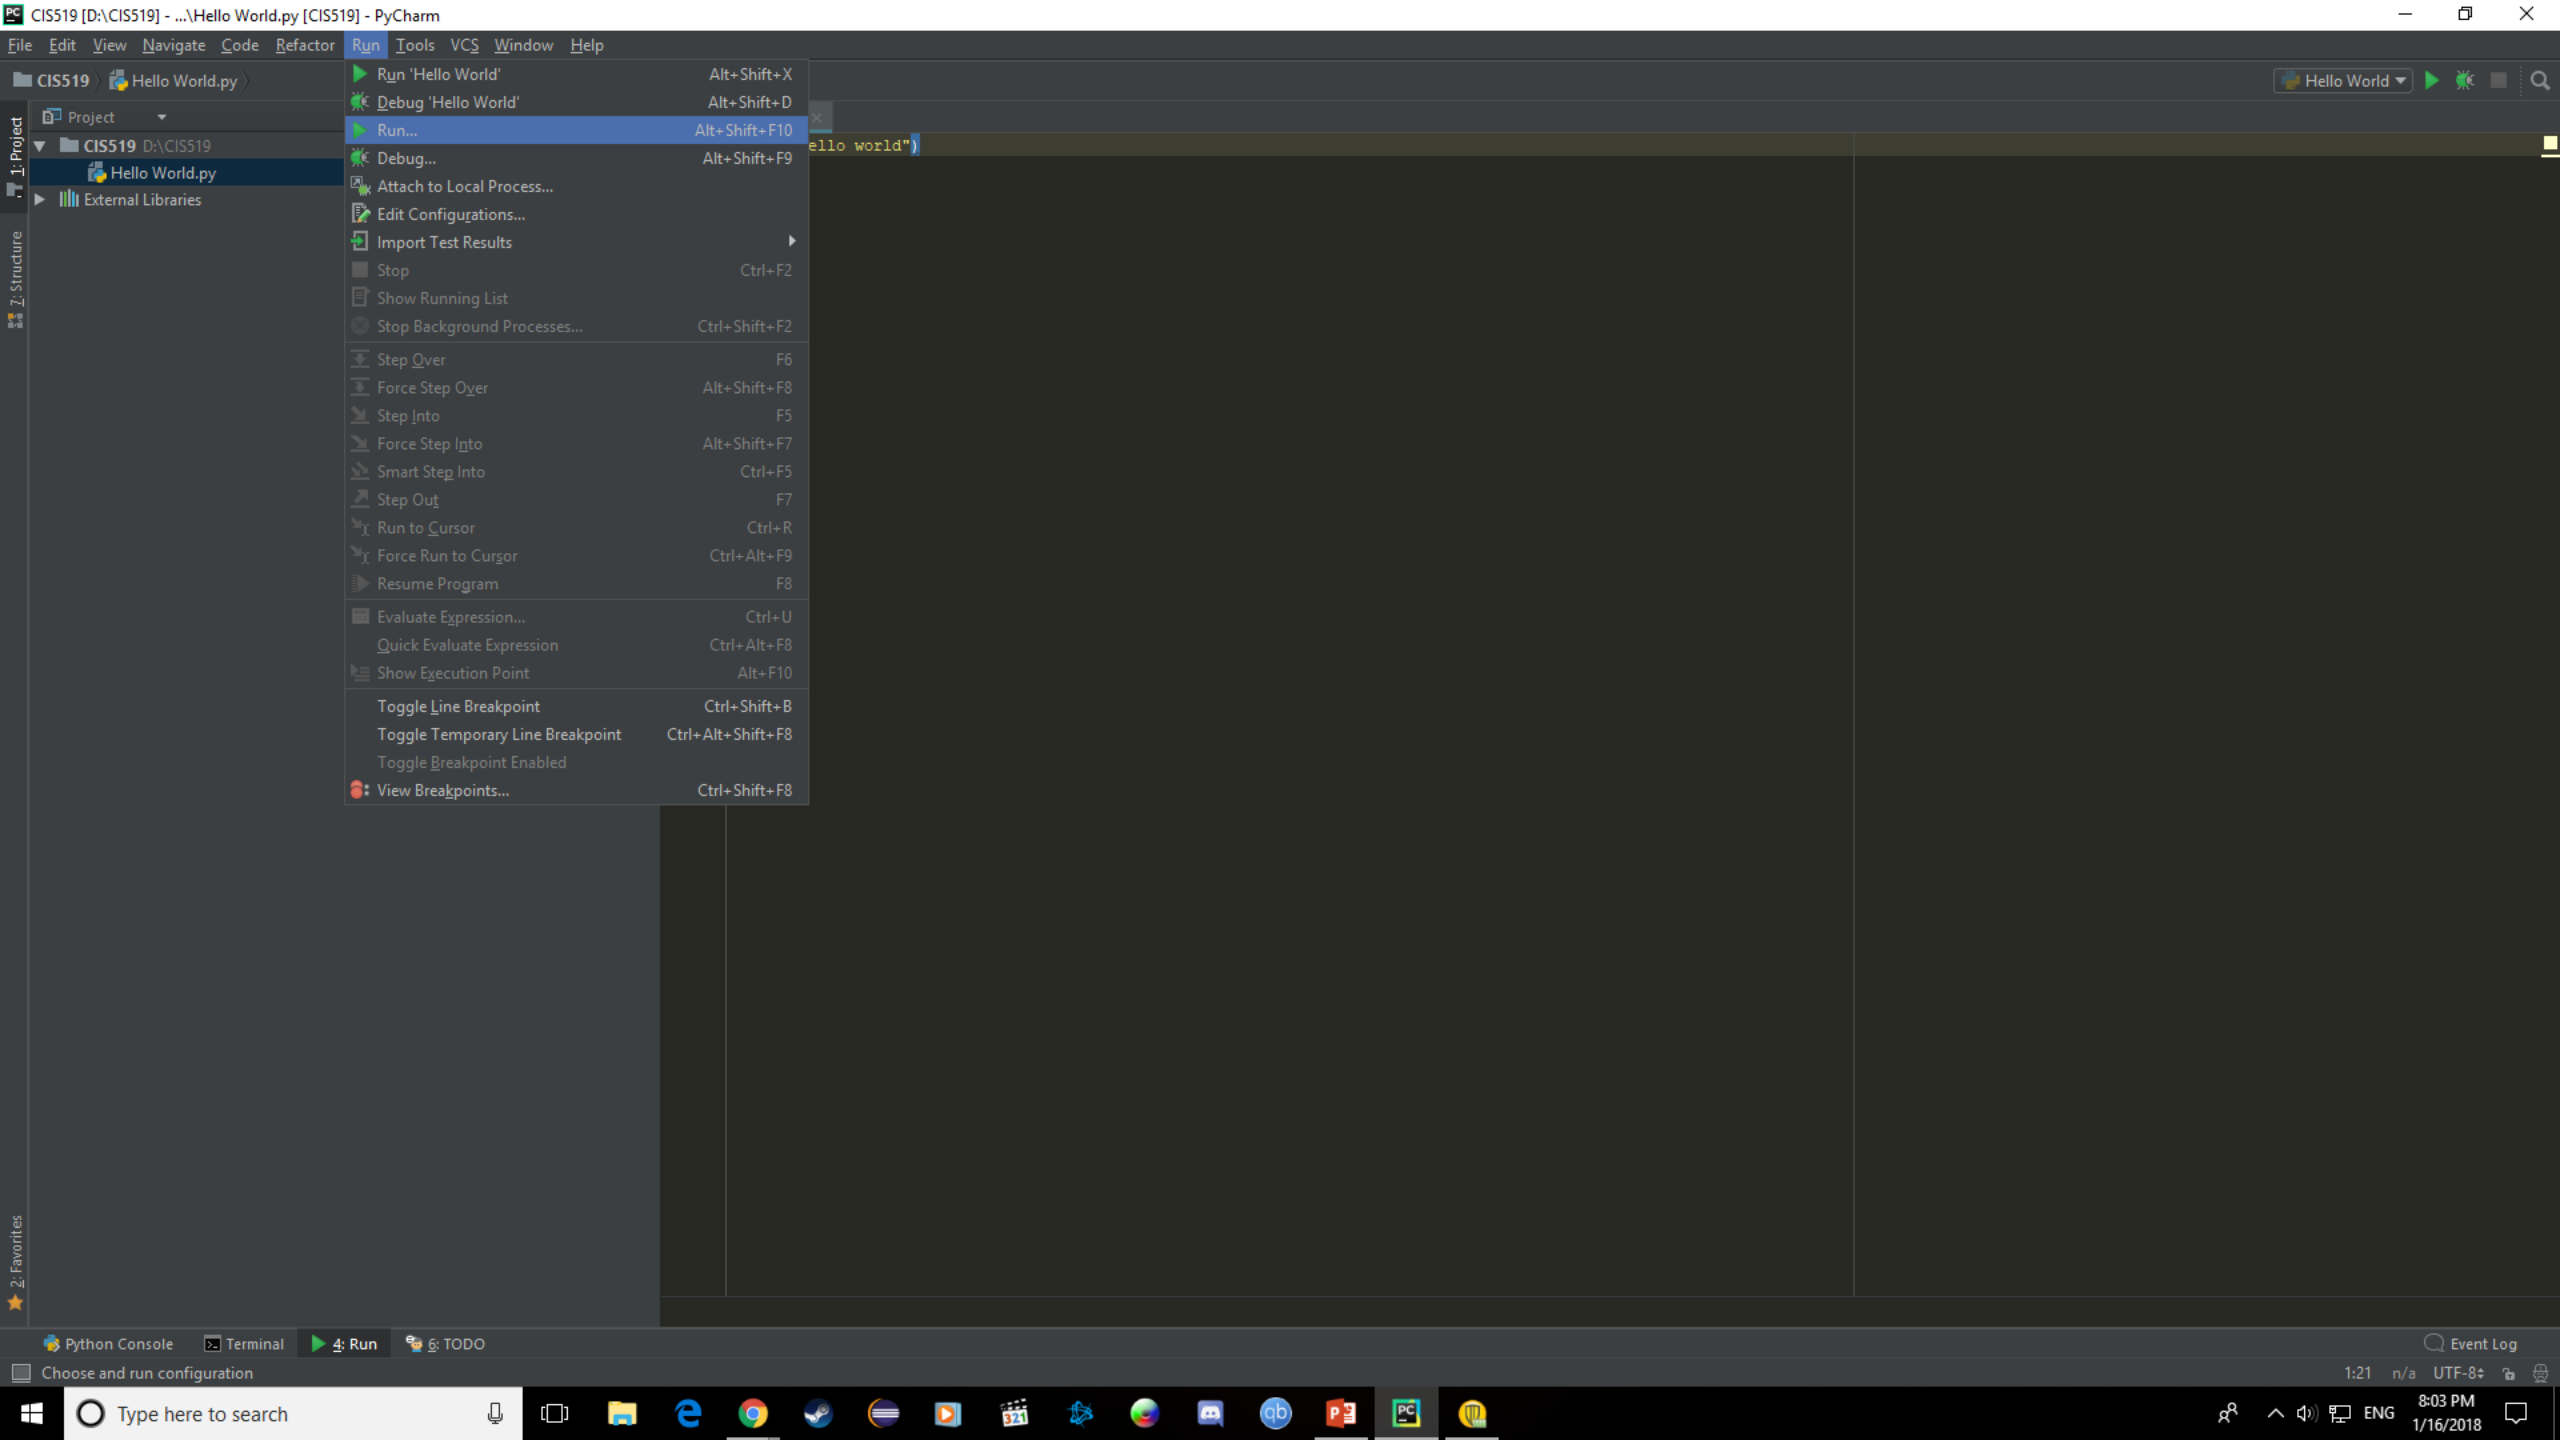 CIS519 [D:\CIS519] - ...\Hello World.py [CIS519] - PyCharm
File Edit View Navigate Code Refactor Run Tools VCS Window Help
CIS519 Hello World.py
Hello World
Project
1: Project
7: Structure
2: Favorites
CIS519 D:\CIS519
Hello World.py
External Libraries
Run 'Hello World' Alt+Shift+X
Debug 'Hello World' Alt+Shift+D
Run... Alt+Shift+F10
Debug... Alt+Shift+F9
Attach to Local Process...
Edit Configurations...
Import Test Results
Stop Ctrl+F2
Show Running List
Stop Background Processes... Ctrl+Shift+F2
Step Over F6
Force Step Over Alt+Shift+F8
Step Into F5
Force Step Into Alt+Shift+F7
Smart Step Into Ctrl+F5
Step Out F7
Run to Cursor Ctrl+R
Force Run to Cursor Ctrl+Alt+F9
Resume Program F8
Evaluate Expression... Ctrl+U
Quick Evaluate Expression Ctrl+Alt+F8
Show Execution Point Alt+F10
Toggle Line Breakpoint Ctrl+Shift+B
Toggle Temporary Line Breakpoint Ctrl+Alt+Shift+F8
Toggle Breakpoint Enabled
View Breakpoints... Ctrl+Shift+F8
ello world")
Python Console Terminal 4: Run 6: TODO Event Log
Choose and run configuration 1:21 n/a UTF-8
Type here to search
321
qb
PC
ENG
8:03 PM
1/16/2018